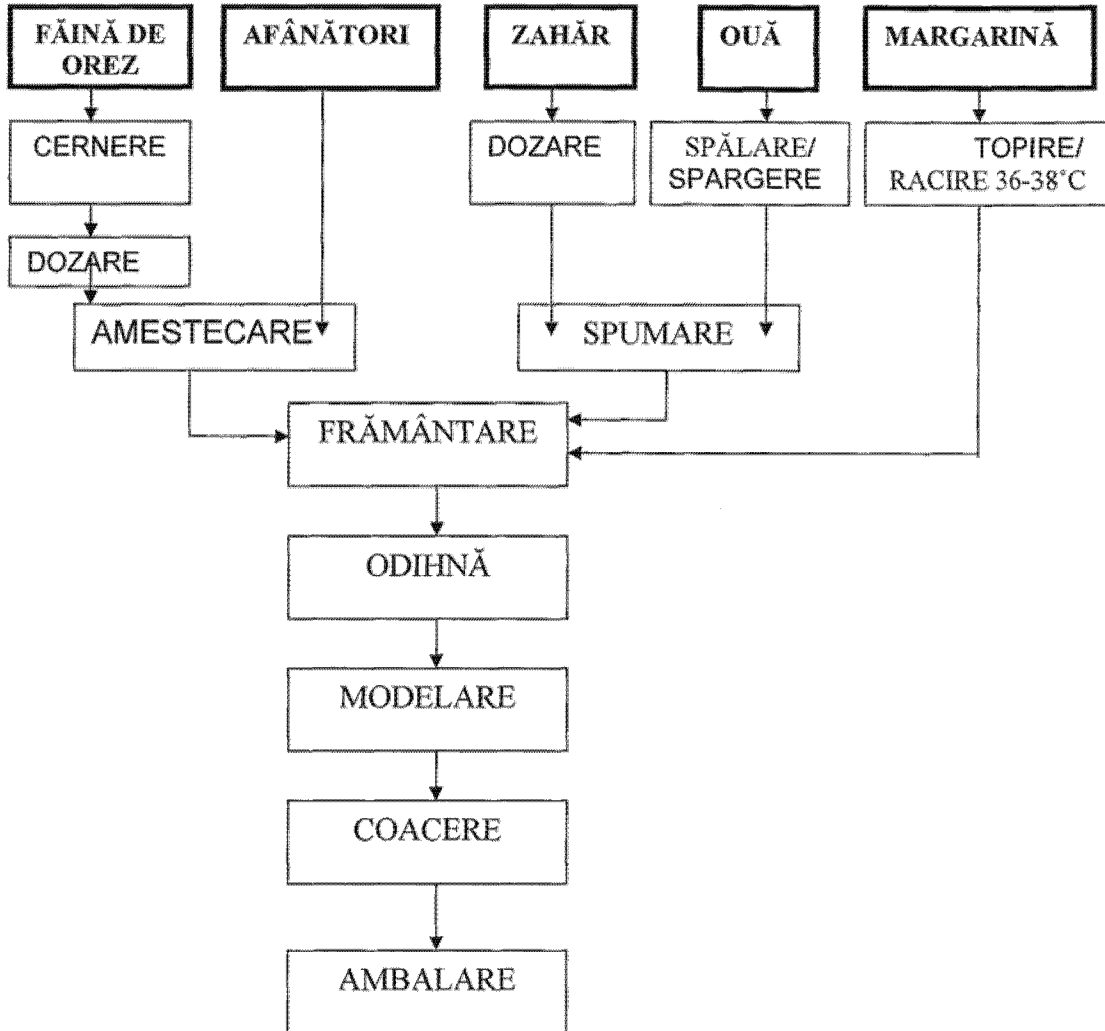 FĂINĂ DE
OREZ
AFÂNĂTORI
ZAHĂR
OUĂ
MARGARINĂ
CERNERE
DOZARE
SPĂLARE/
SPARGERE
TOPIRE/
RACIRE 36-38°C
DOZARE
AMESTECARE
SPUMARE
FRĂMÂNTARE
ODIHNĂ
MODELARE
COACERE
AMBALARE